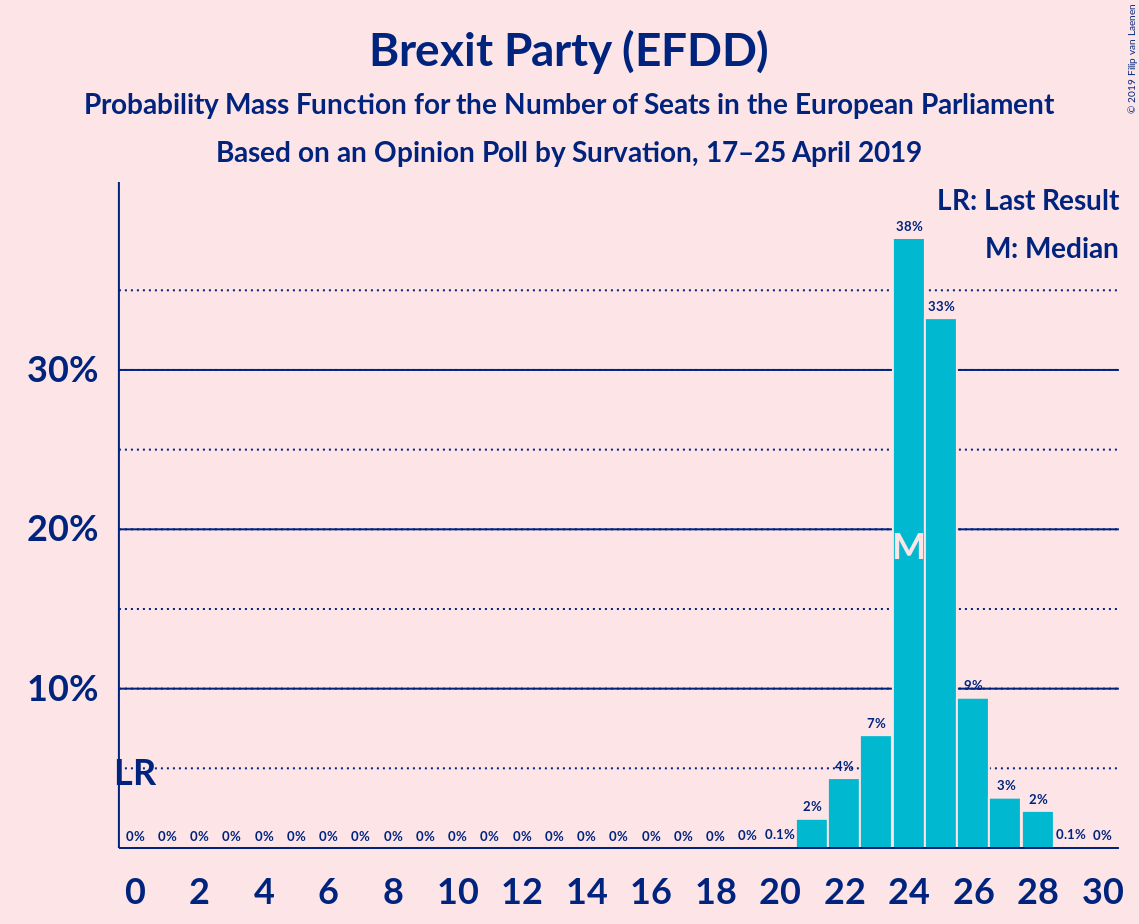 Brexit Party (EFDD)
Probability Mass Function for the Number of Seats in the European Parliament
Based on an Opinion Poll by Survation, 17–25 April 2019
© 2019 Filip van Laenen
LR: Last Result
M: Median
30%
20%
10%
LR
M
0% 0% 0% 0% 0% 0% 0% 0% 0% 0% 0% 0% 0% 0% 0% 0% 0% 0% 0% 0% 0.1% 2% 4% 7% 38% 33% 9% 3% 2% 0.1% 0%
0 2 4 6 8 10 12 14 16 18 20 22 24 26 28 30